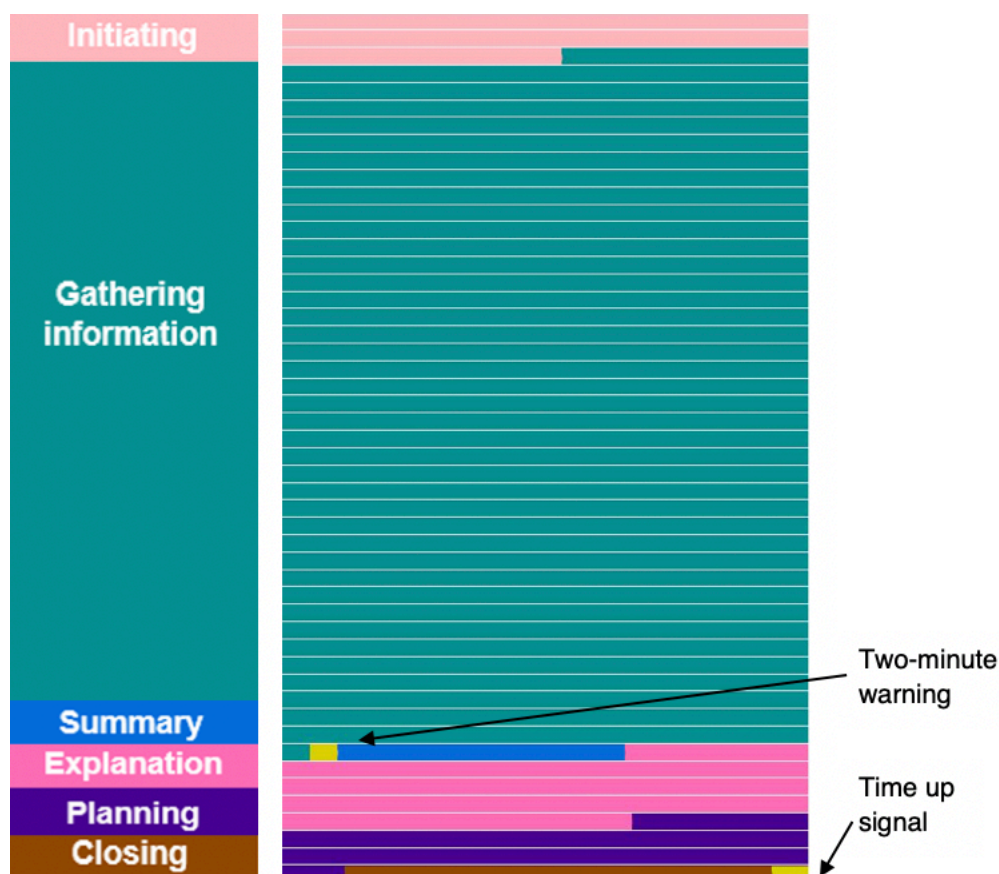 Initiating
Gathering
information
Two-minute
warning
Summary
Explanation
Time up
signal
Planning
Closing